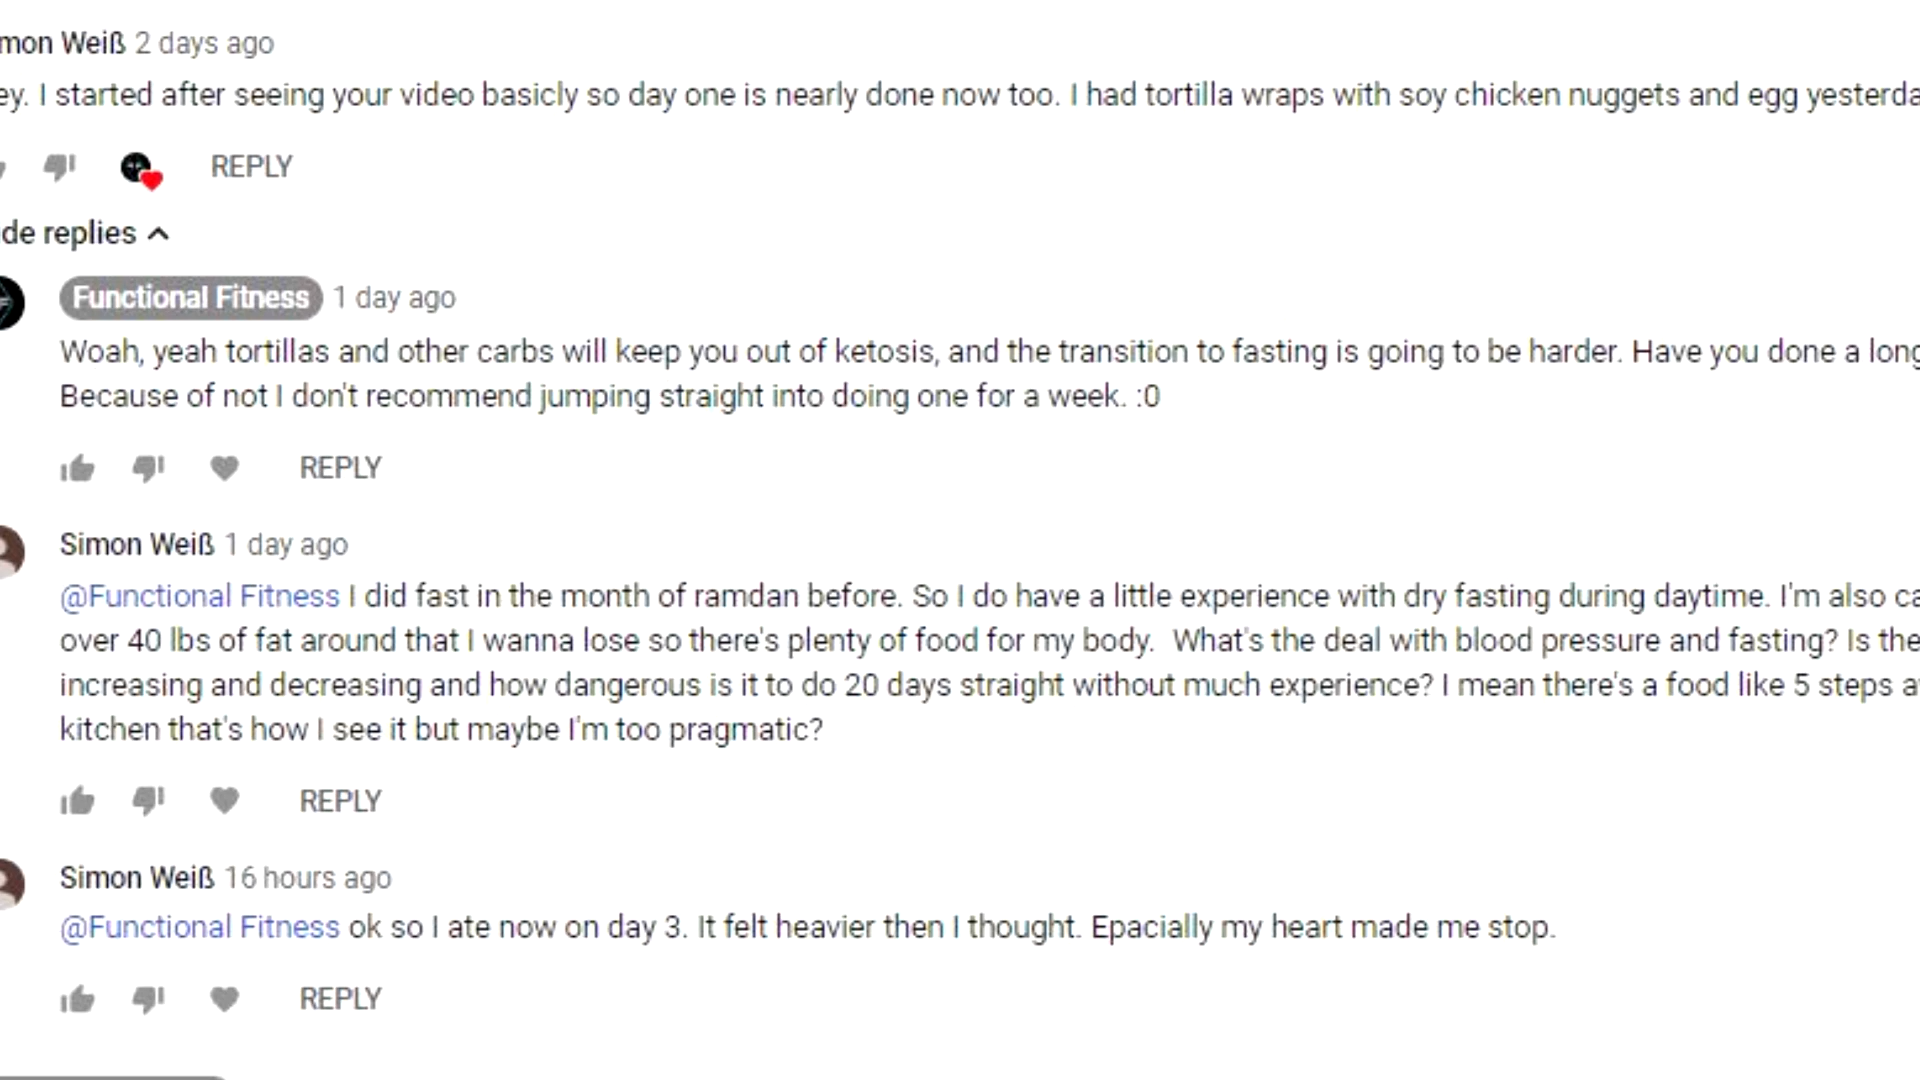 mon Weiß 2 days ago
ey. I started after seeing your video basicly so day one is nearly done now too. I had tortilla wraps with soy chicken nuggets and egg yesterda
REPLY
de replies
Functional Fitness 1 day ago
Woah, yeah tortillas and other carbs will keep you out of ketosis, and the transition to fasting is going to be harder. Have you done a long
Because of not I don't recommend jumping straight into doing one for a week. :0
REPLY
Simon Weiß 1 day ago
@Functional Fitness I did fast in the month of ramdan before. So I do have a little experience with dry fasting during daytime. I'm also ca
over 40 lbs of fat around that I wanna lose so there's plenty of food for my body.  What's the deal with blood pressure and fasting? Is the
increasing and decreasing and how dangerous is it to do 20 days straight without much experience? I mean there's a food like 5 steps a
kitchen that's how I see it but maybe I'm too pragmatic?
REPLY
Simon Weiß 16 hours ago
@Functional Fitness ok so I ate now on day 3. It felt heavier then I thought. Epacially my heart made me stop.
REPLY